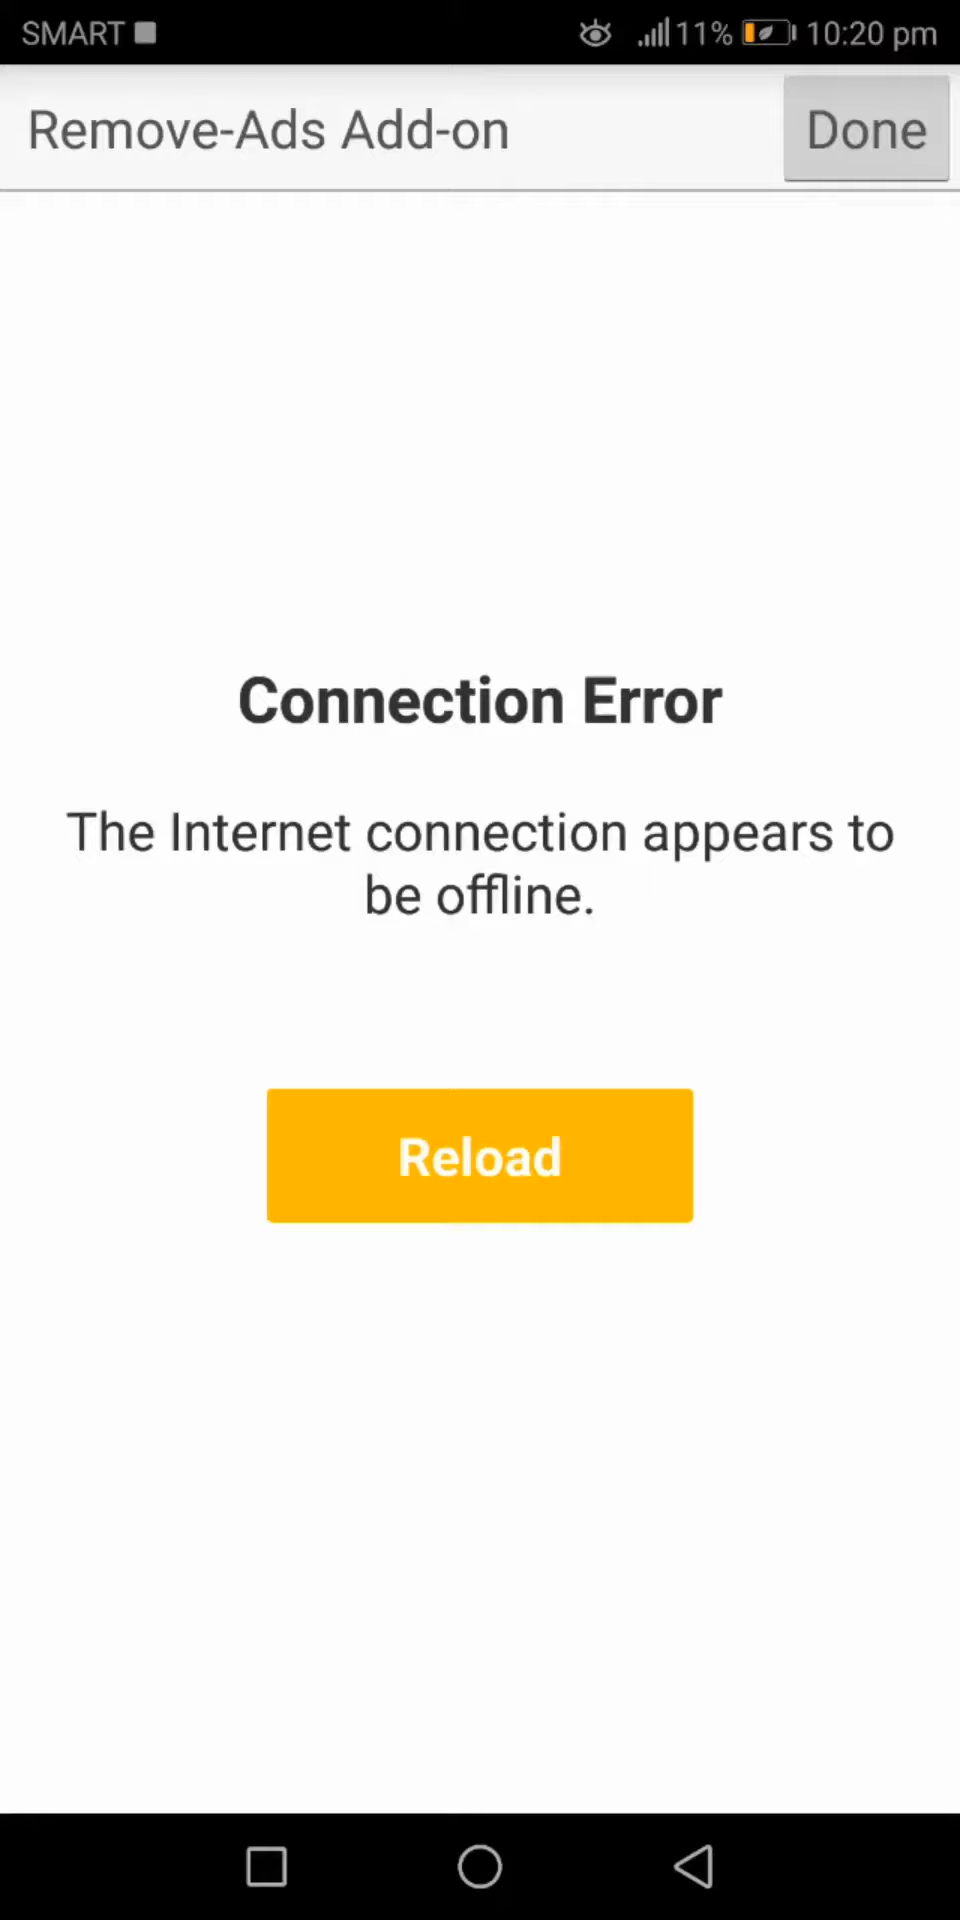 SMART 11% 10:20 pm
Remove-Ads Add-on Done
Connection Error
The Internet connection appears to
be offline.
Reload